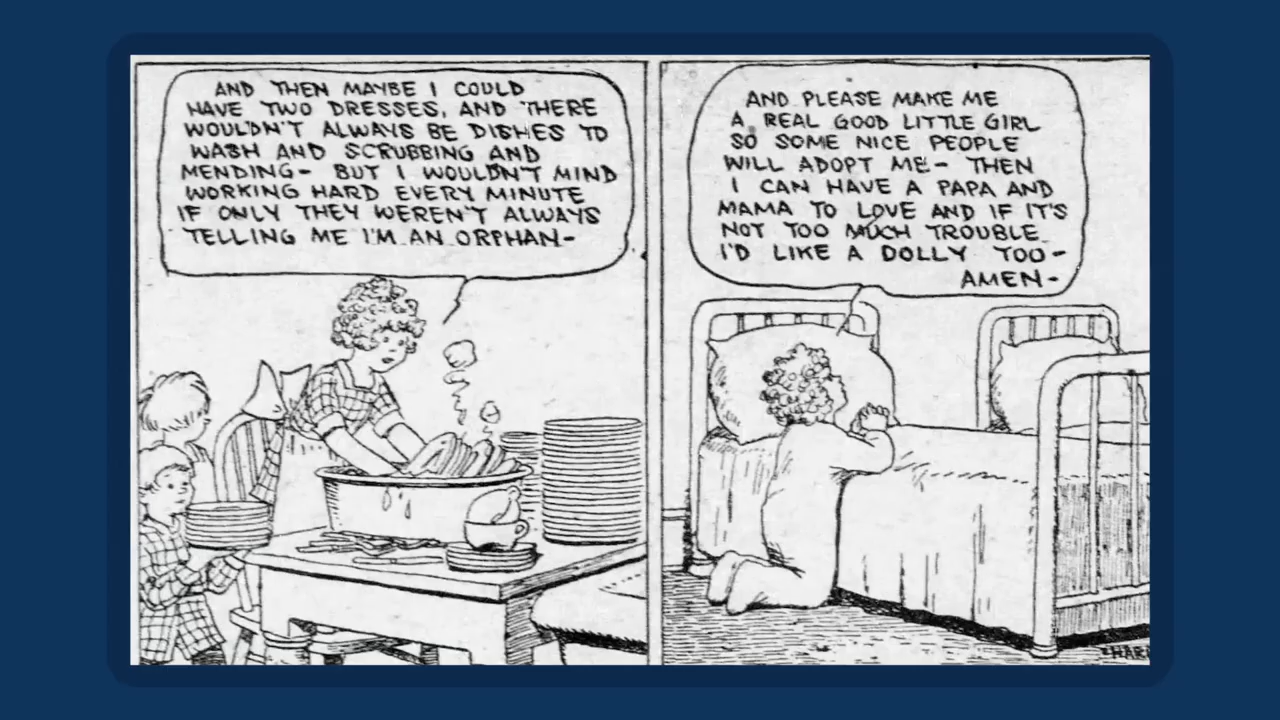 AND THEN MAYBE I COULD
HAVE TWO DRESSES, AND THERE
WOULDN'T ALWAYS BE DISHES TO
WASH AND SCRUBBING AND
MENDING- BUT I WOULDN'T MIND
WORKING HARD EVERY MINUTE
IF ONLY THEY WEREN'T ALWAYS
TELLING ME I'M AN ORPHAN-
AND PLEASE MAKE ME
A REAL GOOD LITTLE GIRL
SO SOME NICE PEOPLE
WILL ADOPT ME- THEN
I CAN HAVE A PAPA AND
MAMA TO LOVE AND IF IT'S
NOT TOO MUCH TROUBLE
I'D LIKE A DOLLY TOO-
AMEN-